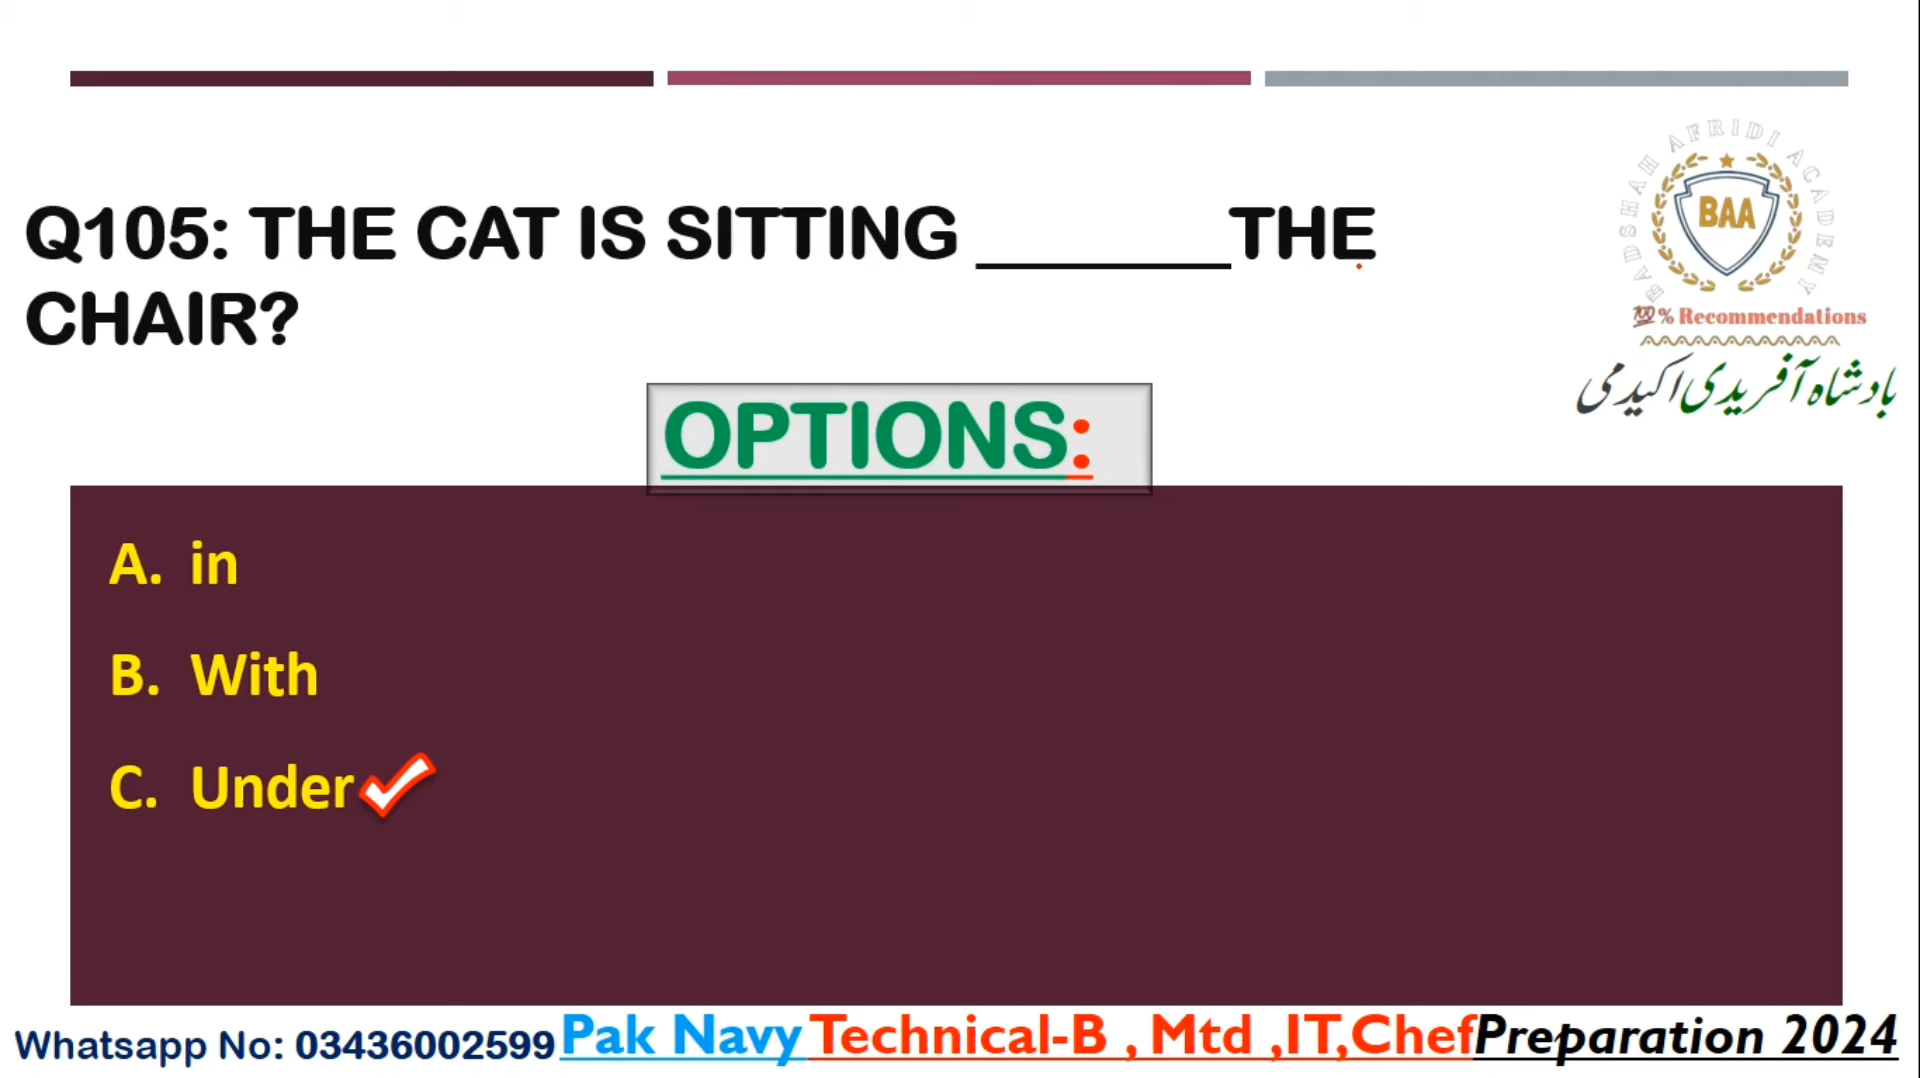 BADSHAH AFRIDI ACADEMY
BAA
Q105: THE CAT IS SITTING _______THE
CHAIR?
💯% Recommendations
بادشاہ آفریدی اکیڈمی
OPTIONS:
A. in
B. With
C. Under
Whatsapp No: 03436002599 Pak Navy Technical-B , Mtd ,IT,Chef Preparation 2024